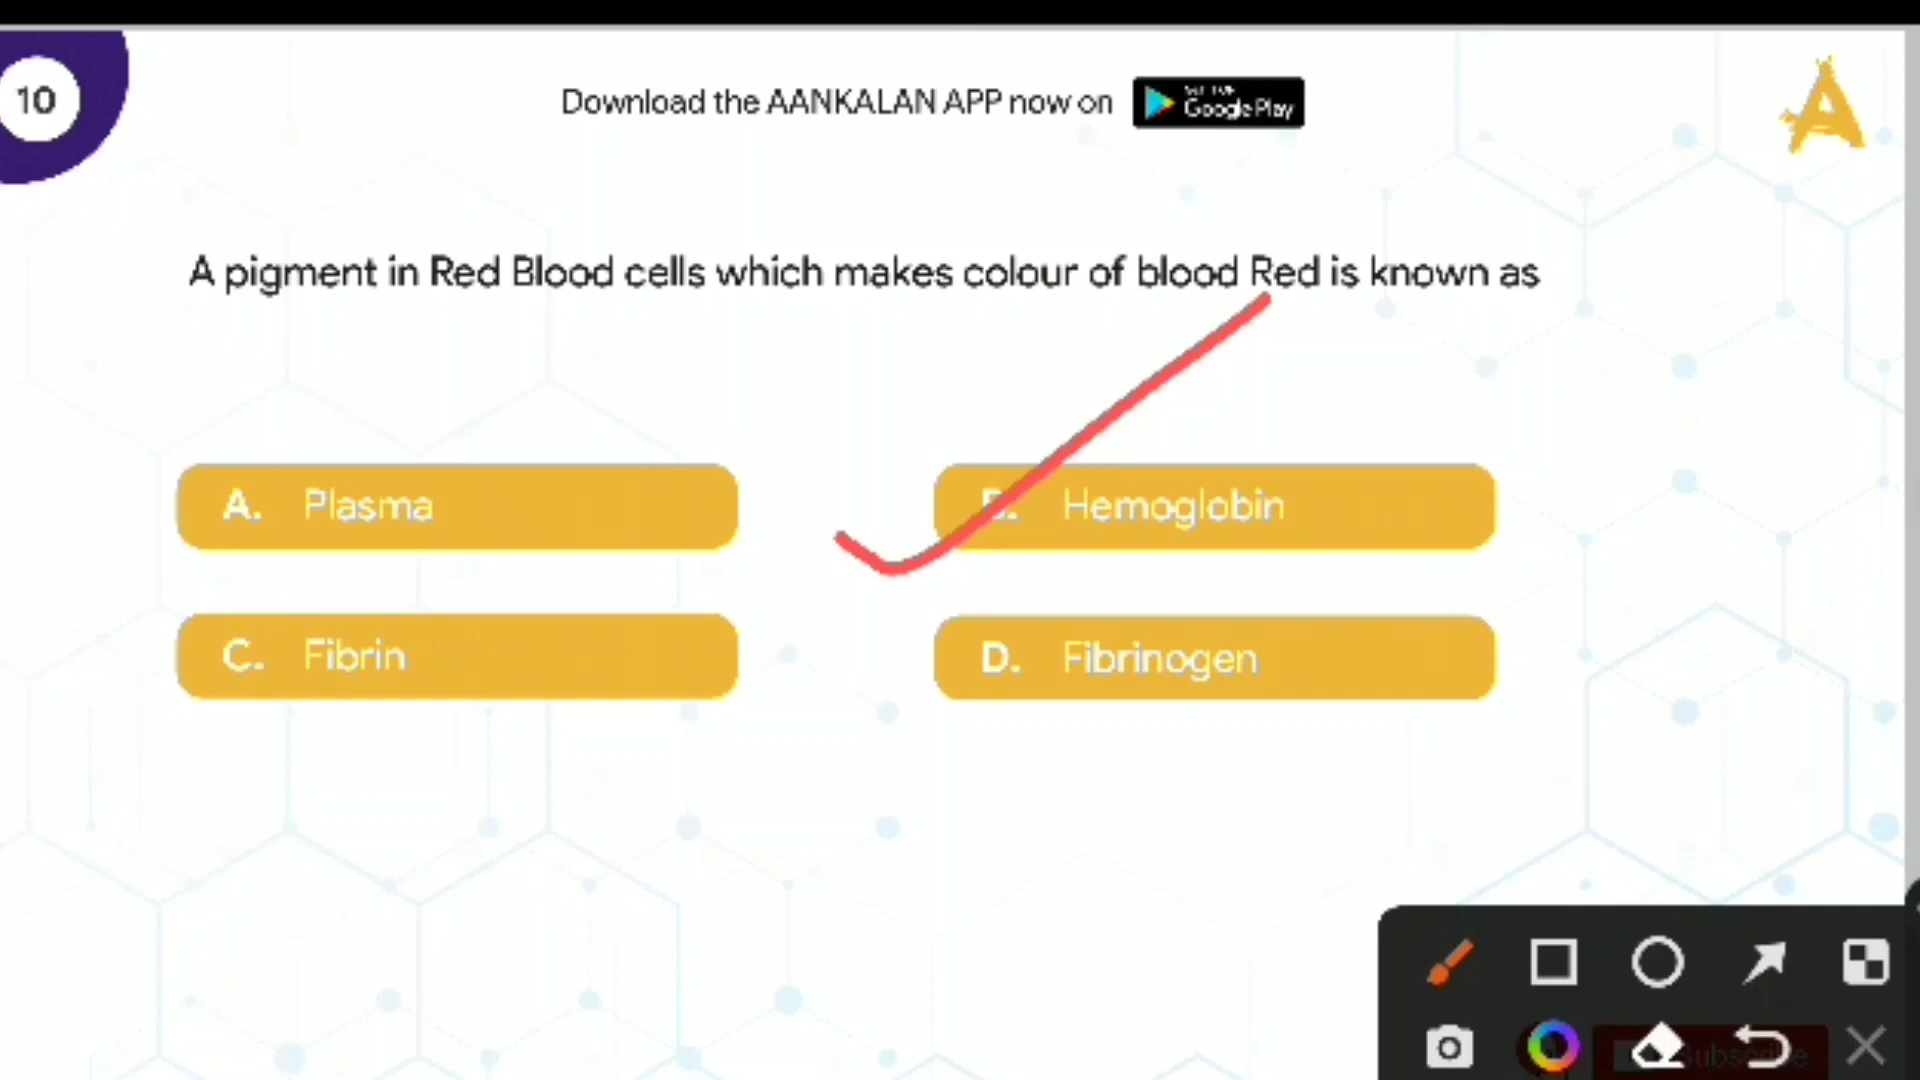 10
Download the AANKALAN APP now on
Google Play
A pigment in Red Blood cells which makes colour of blood Red is known as
A. Plasma
B. Hemoglobin
C. Fibrin
D. Fibrinogen